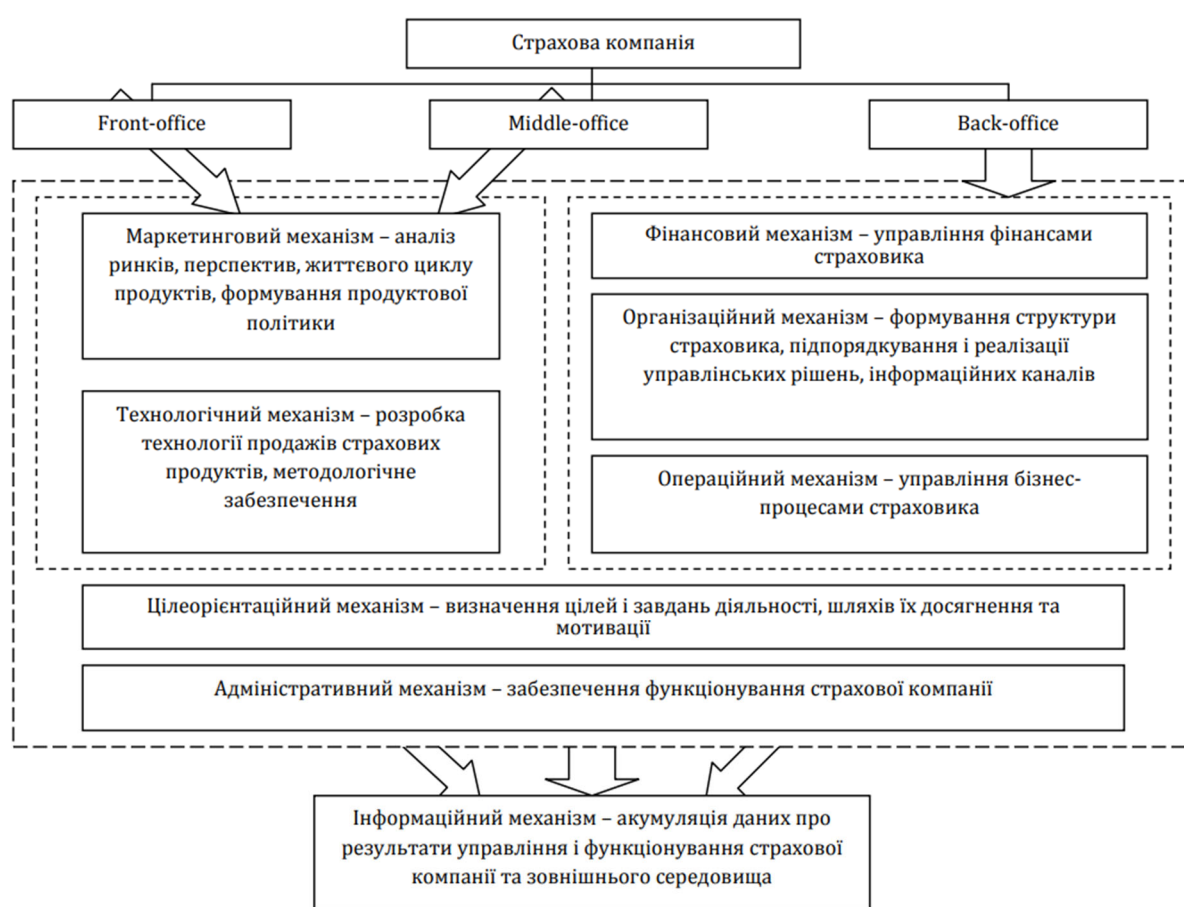 Страхова компанія
Front-office
Middle-office
Back-office
Маркетинговий механізм – аналіз
ринків, перспектив, життєвого циклу
продуктів, формування продуктової
політики
Технологічний механізм – розробка
технології продажів страхових
продуктів, методологічне
забезпечення
Фінансовий механізм – управління фінансами
страховика
Організаційний механізм – формування структури
страховика, підпорядкування і реалізації
управлінських рішень, інформаційних каналів
Операційний механізм – управління бізнес-
процесами страховика
Цілеорієнтаційний механізм – визначення цілей і завдань діяльності, шляхів їх досягнення та
мотивації
Адміністративний механізм – забезпечення функціонування страхової компанії
Інформаційний механізм – акумуляція даних про
результати управління і функціонування страхової
компанії та зовнішнього середовища